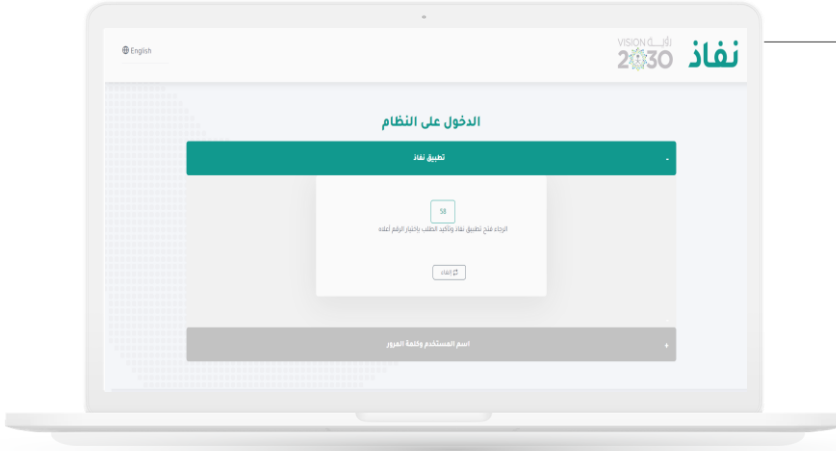 English
رؤيــــة VISION
2030
نفاذ
الدخول على النظام
تطبيق نفاذ
-
58
الرجاء فتح تطبيق نفاذ وتأكيد الطلب باختيار الرقم أعلاه
إلغاء
اسم المستخدم وكلمة المرور
+